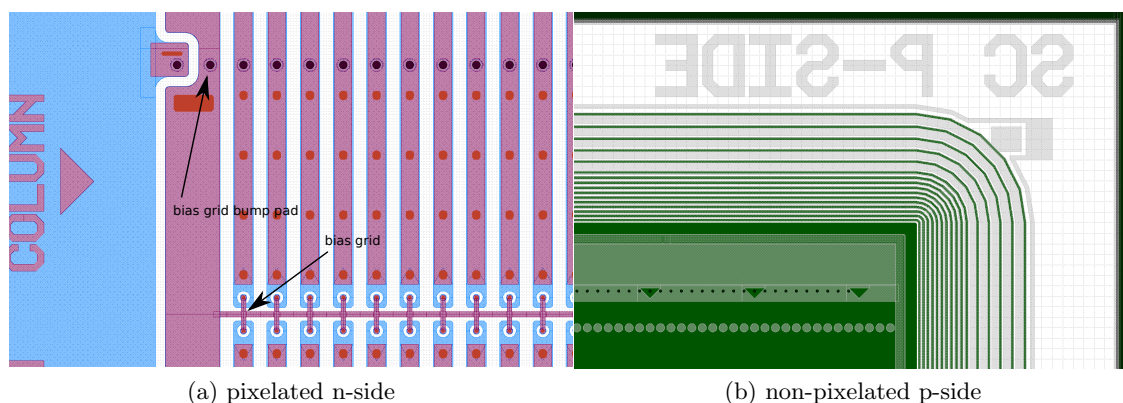 COLUMN
bias grid bump pad
bias grid
SC P-SIDE
(a) pixelated n-side
(b) non-pixelated p-side